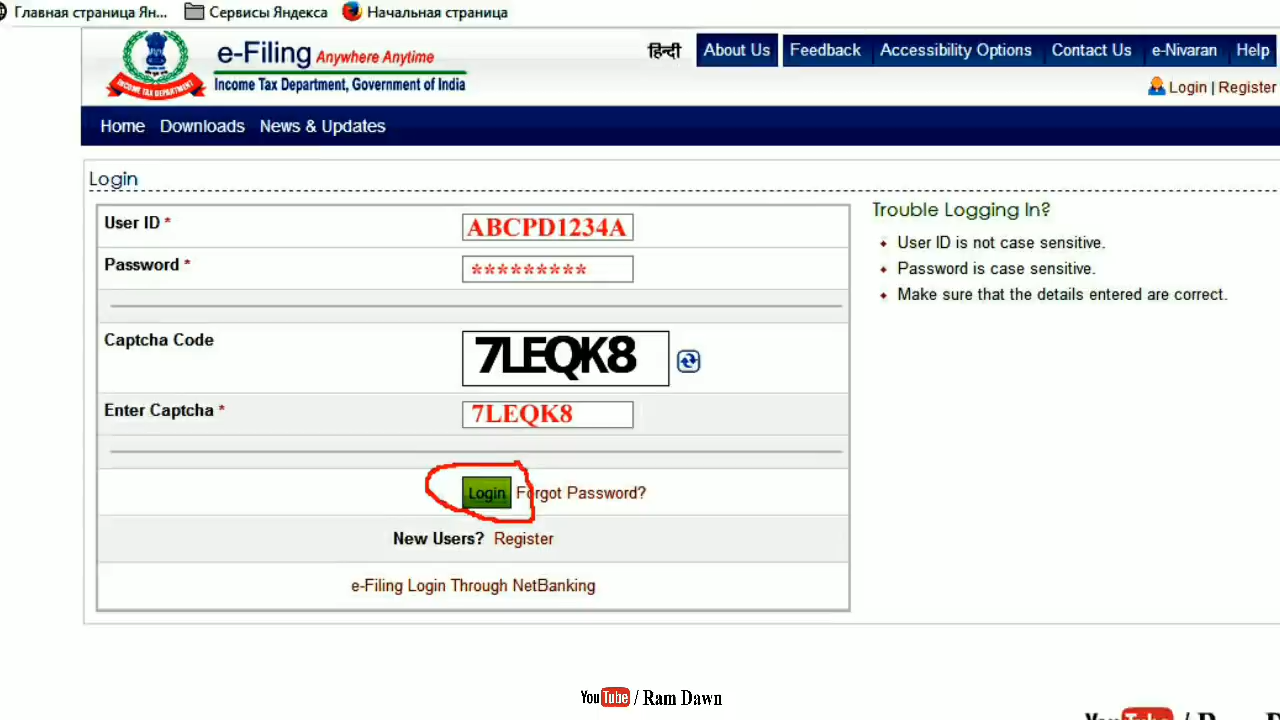 Главная страница Ян... Сервисы Яндекса Начальная страница
e-Filing Anywhere Anytime
Income Tax Department, Government of India
INCOME TAX DEPARTMENT
हिन्दी About Us Feedback Accessibility Options Contact Us e-Nivaran Help
Login | Register
Home Downloads News & Updates
Login
User ID * ABCPD1234A
Password * *********
Captcha Code 7LEQK8
Enter Captcha * 7LEQK8
Login Forgot Password?
New Users? Register
e-Filing Login Through NetBanking
Trouble Logging In?
User ID is not case sensitive.
Password is case sensitive.
Make sure that the details entered are correct.
YouTube / Ram Dawn